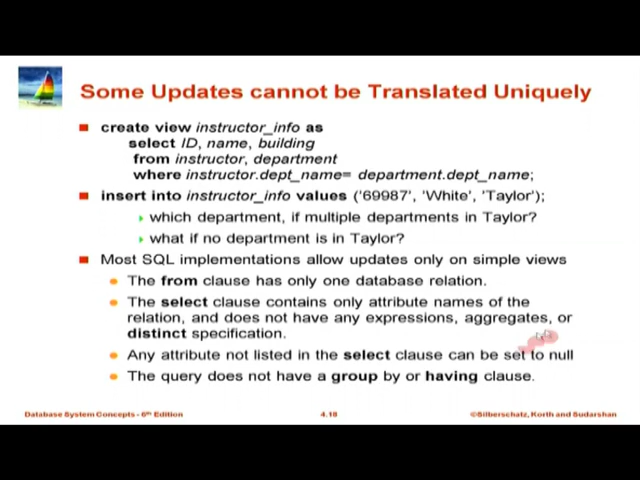 Some Updates cannot be Translated Uniquely
create view instructor_info as
select ID, name, building
from instructor, department
where instructor.dept_name= department.dept_name;
insert into instructor_info values ('69987', 'White', 'Taylor');
which department, if multiple departments in Taylor?
what if no department is in Taylor?
Most SQL implementations allow updates only on simple views
The from clause has only one database relation.
The select clause contains only attribute names of the
relation, and does not have any expressions, aggregates, or
distinct specification.
Any attribute not listed in the select clause can be set to null
The query does not have a group by or having clause.
Database System Concepts - 6th Edition 4.18 ©Silberschatz, Korth and Sudarshan